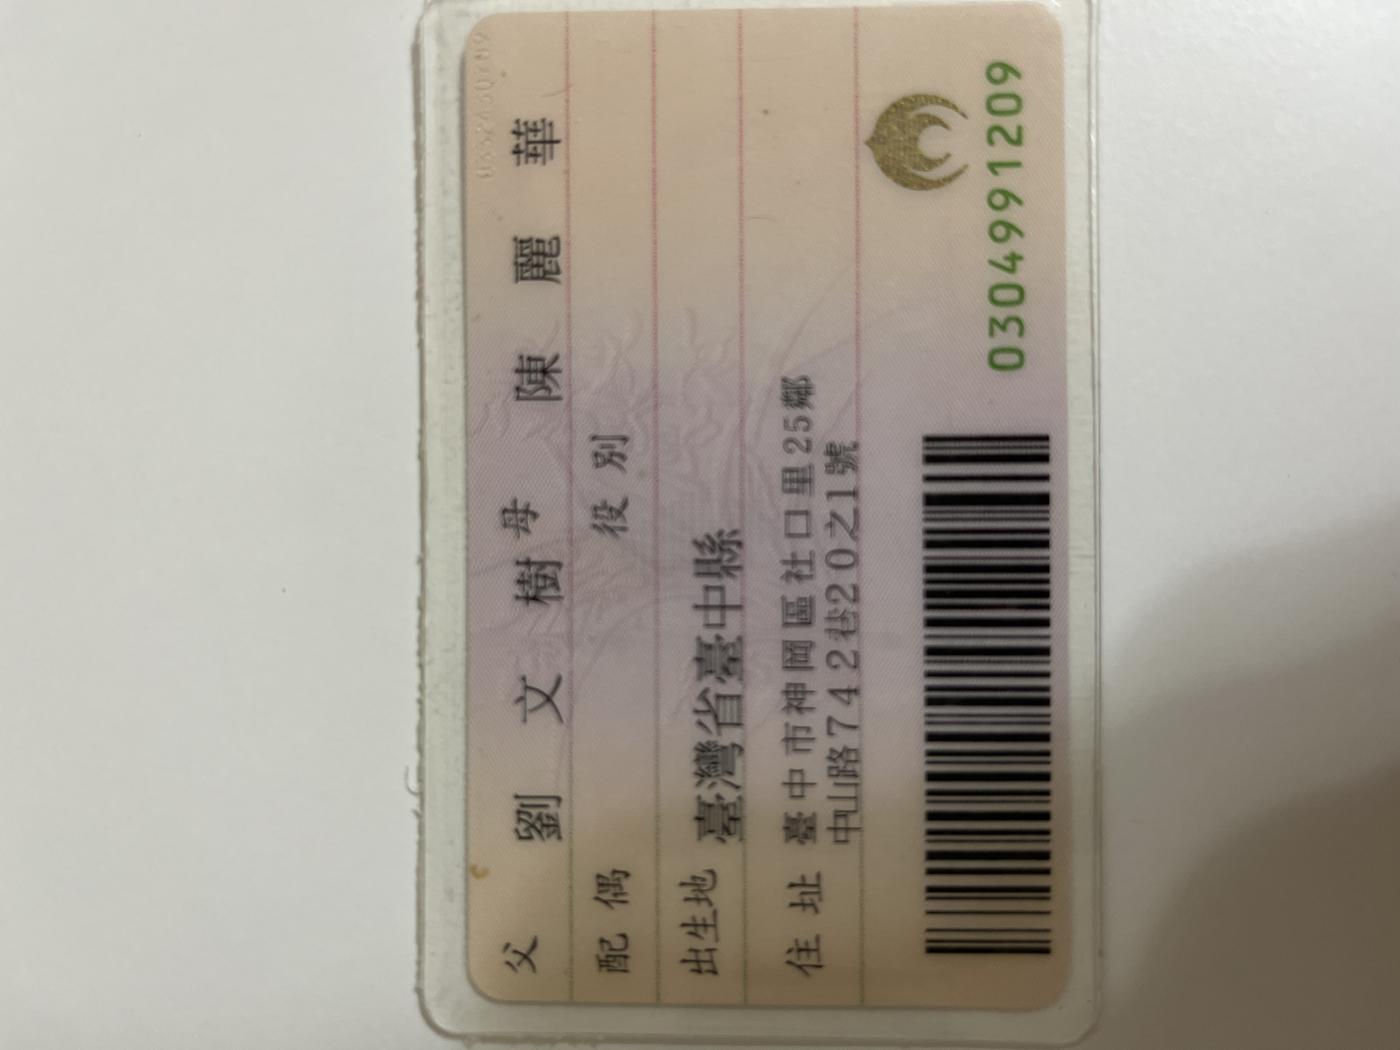 父 劉文樹 母 陳麗華
配偶 役別
出生地 臺灣省臺中縣
住址 臺中市神岡區社口里25鄰
中山路742巷20之1號
0304991209